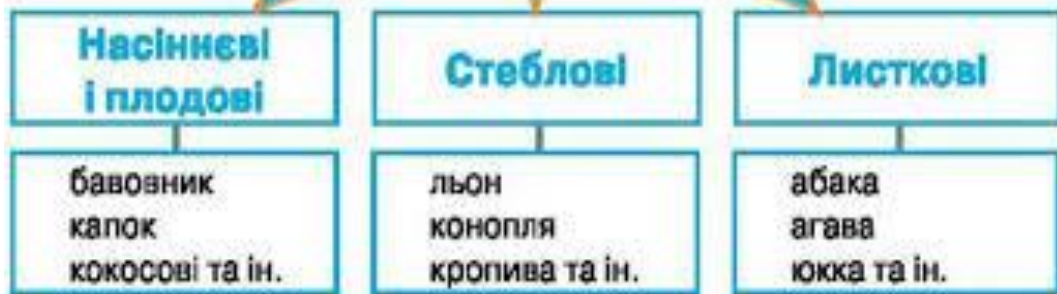 Насіннєві
і плодові
Стеблові
Листкові
бавовник
капок
кокосові та ін.
льон
конопля
кропива та ін.
абака
агава
юкка та ін.